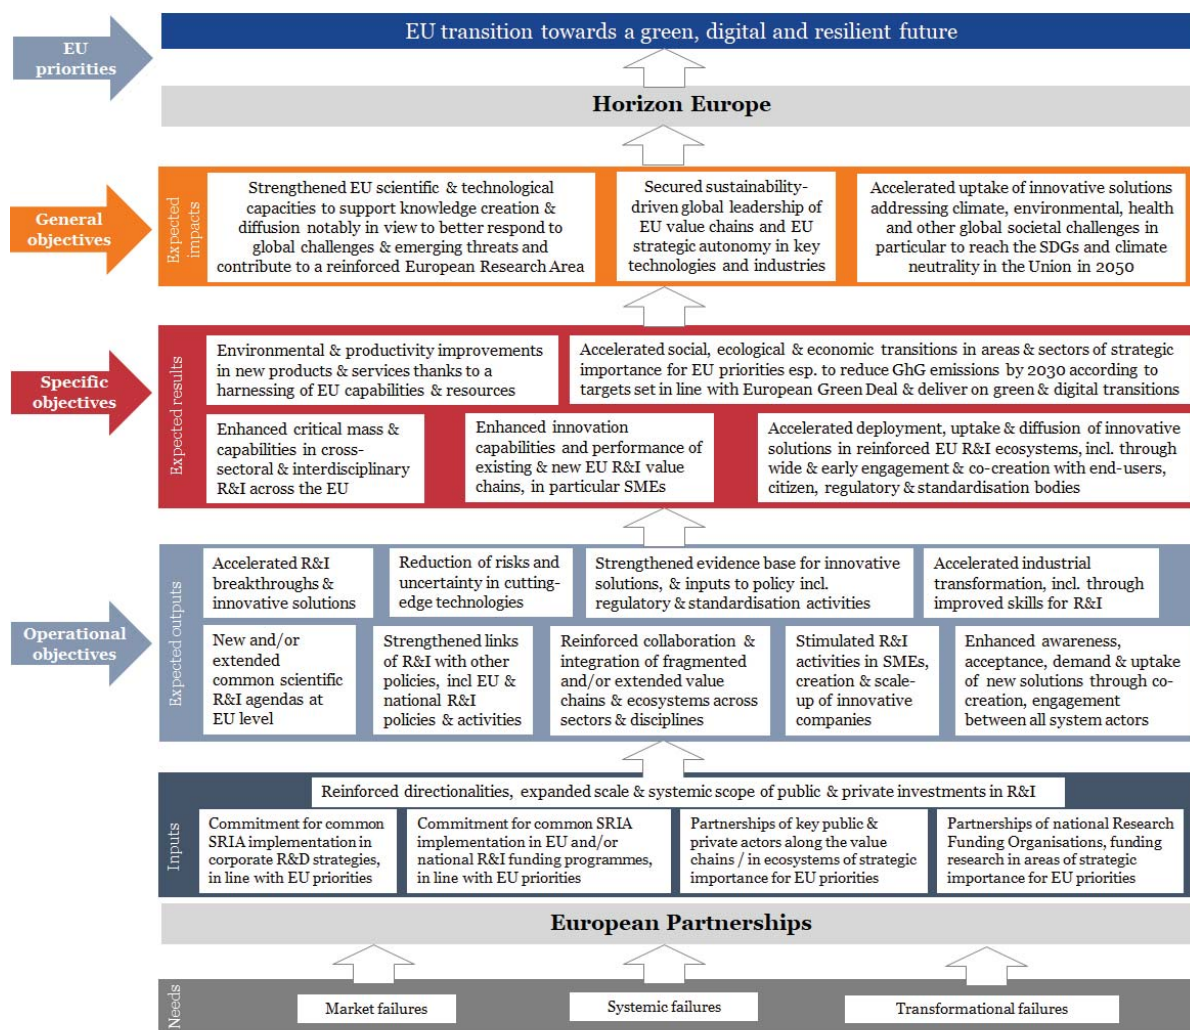 EU priorities
EU transition towards a green, digital and resilient future
Horizon Europe
General objectives
Expected impacts
Strengthened EU scientific & technological
capacities to support knowledge creation &
diffusion notably in view to better respond to
global challenges & emerging threats and
contribute to a reinforced European Research Area
Secured sustainability-
driven global leadership of
EU value chains and EU
strategic autonomy in key
technologies and industries
Accelerated uptake of innovative solutions
addressing climate, environmental, health
and other global societal challenges in
particular to reach the SDGs and climate
neutrality in the Union in 2050
Specific objectives
Expected results
Environmental & productivity improvements
in new products & services thanks to a
harnessing of EU capabilities & resources
Accelerated social, ecological & economic transitions in areas & sectors of strategic
importance for EU priorities esp. to reduce GhG emissions by 2030 according to
targets set in line with European Green Deal & deliver on green & digital transitions
Enhanced critical mass &
capabilities in cross-
sectoral & interdisciplinary
R&I across the EU
Enhanced innovation
capabilities and performance of
existing & new EU R&I value
chains, in particular SMEs
Accelerated deployment, uptake & diffusion of innovative
solutions in reinforced EU R&I ecosystems, incl. through
wide & early engagement & co-creation with end-users,
citizen, regulatory & standardisation bodies
Operational objectives
Expected outputs
Accelerated R&I
breakthroughs &
innovative solutions
Reduction of risks and
uncertainty in cutting-
edge technologies
Strengthened evidence base for innovative
solutions, & inputs to policy incl.
regulatory & standardisation activities
Accelerated industrial
transformation, incl. through
improved skills for R&I
New and/or
extended
common scientific
R&I agendas at
EU level
Strengthened links
of R&I with other
policies, incl EU &
national R&I
policies & activities
Reinforced collaboration &
integration of fragmented
and/or extended value
chains & ecosystems across
sectors & disciplines
Stimulated R&I
activities in SMEs,
creation & scale-
up of innovative
companies
Enhanced awareness,
acceptance, demand & uptake
of new solutions through co-
creation, engagement
between all system actors
Inputs
Reinforced directionalities, expanded scale & systemic scope of public & private investments in R&I
Commitment for common
SRIA implementation in
corporate R&D strategies,
in line with EU priorities
Commitment for common SRIA
implementation in EU and/or
national R&I funding programmes,
in line with EU priorities
Partnerships of key public &
private actors along the value
chains / in ecosystems of strategic
importance for EU priorities
Partnerships of national Research
Funding Organisations, funding
research in areas of strategic
importance for EU priorities
European Partnerships
Needs
Market failures
Systemic failures
Transformational failures